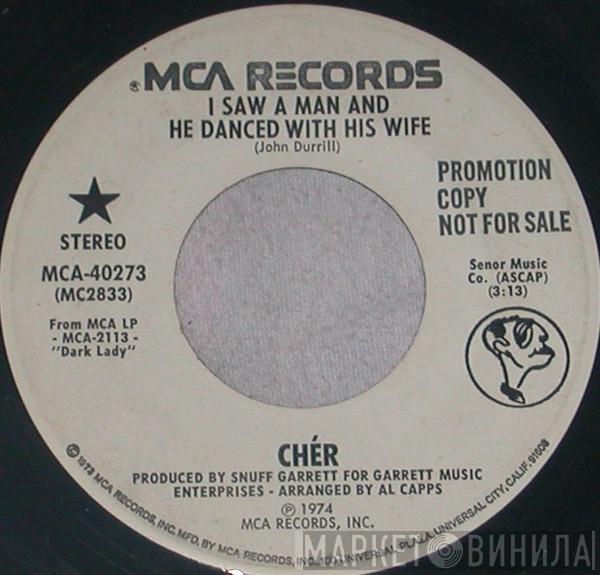 ®MCA RECORDS
I SAW A MAN AND
HE DANCED WITH HIS WIFE
(John Durrill)
PROMOTION
COPY
NOT FOR SALE
STEREO
MCA-40273
(MC2833)
Senor Music
Co. (ASCAP)
(3:13)
From MCA LP
- MCA-2113 -
"Dark Lady"
CHÉR
PRODUCED BY SNUFF GARRETT FOR GARRETT MUSIC
ENTERPRISES - ARRANGED BY AL CAPPS
℗ 1974
MCA RECORDS, INC.
© 1972 MCA RECORDS, INC. MFD. BY MCA RECORDS, INC., 100 UNIVERSAL PLAZA, UNIVERSAL CITY, CALIF. 91608
МАРКЕТ ВИНИЛА